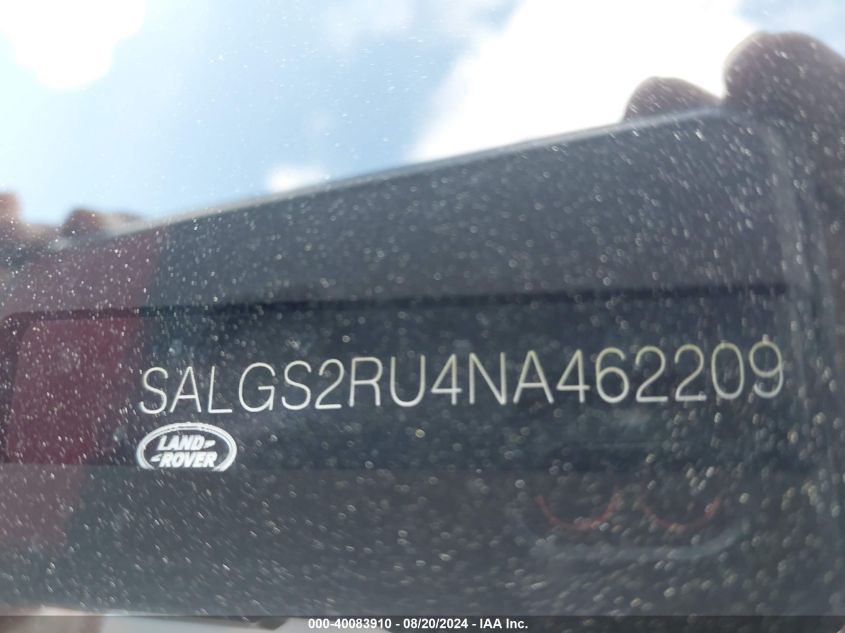 SALGS2RU4NA462209
LAND
ROVER
000-40083910 / 08/20/2024 - IAA Inc.